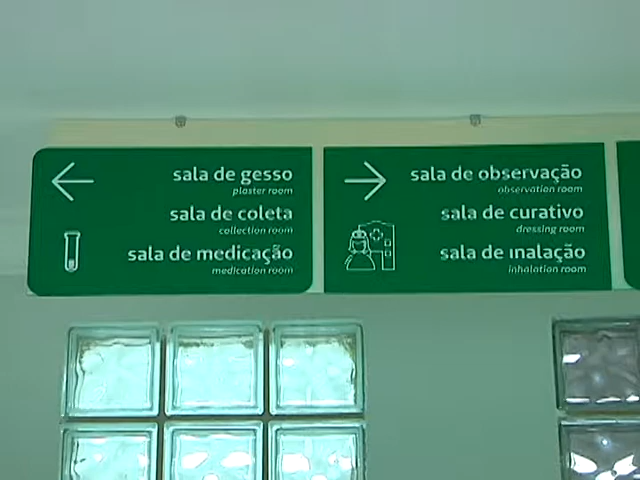 sala de gesso
plaster room
sala de coleta
collection room
sala de medicação
medication room
sala de observação
observation room
sala de curativo
dressing room
sala de inalação
inhalation room